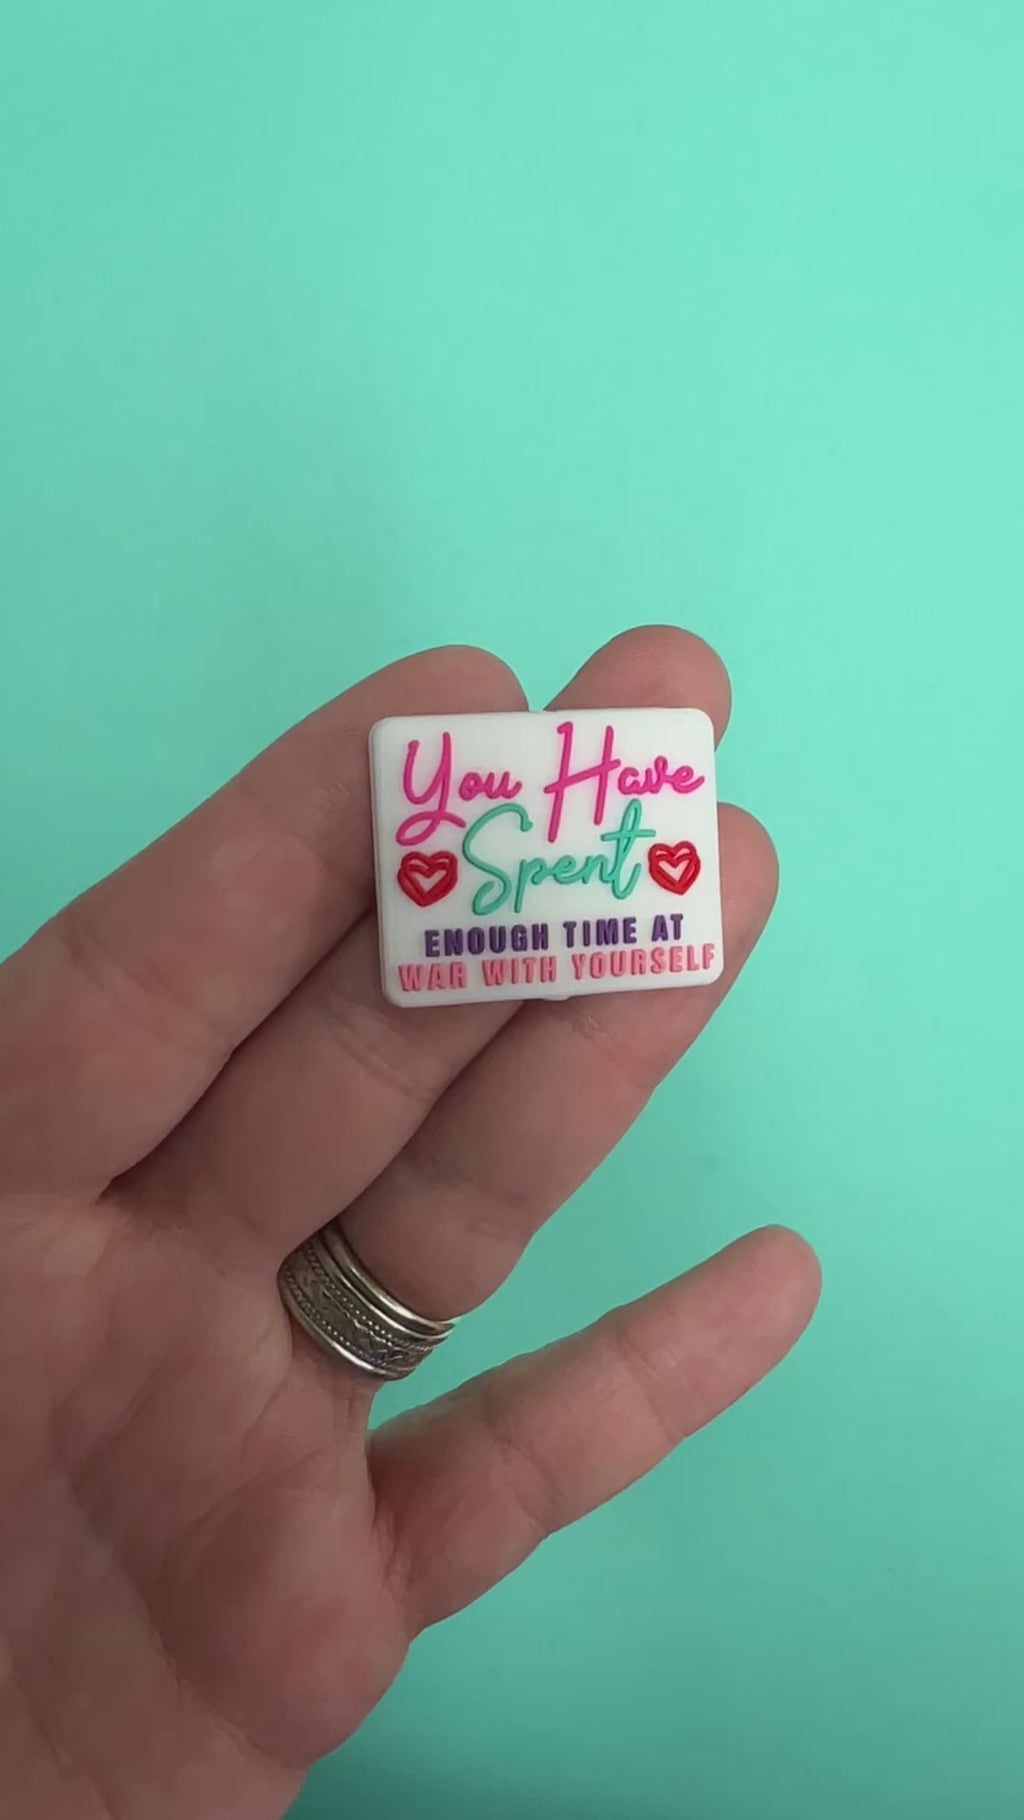 You Have
Spent
ENOUGH TIME AT
WAR WITH YOURSELF